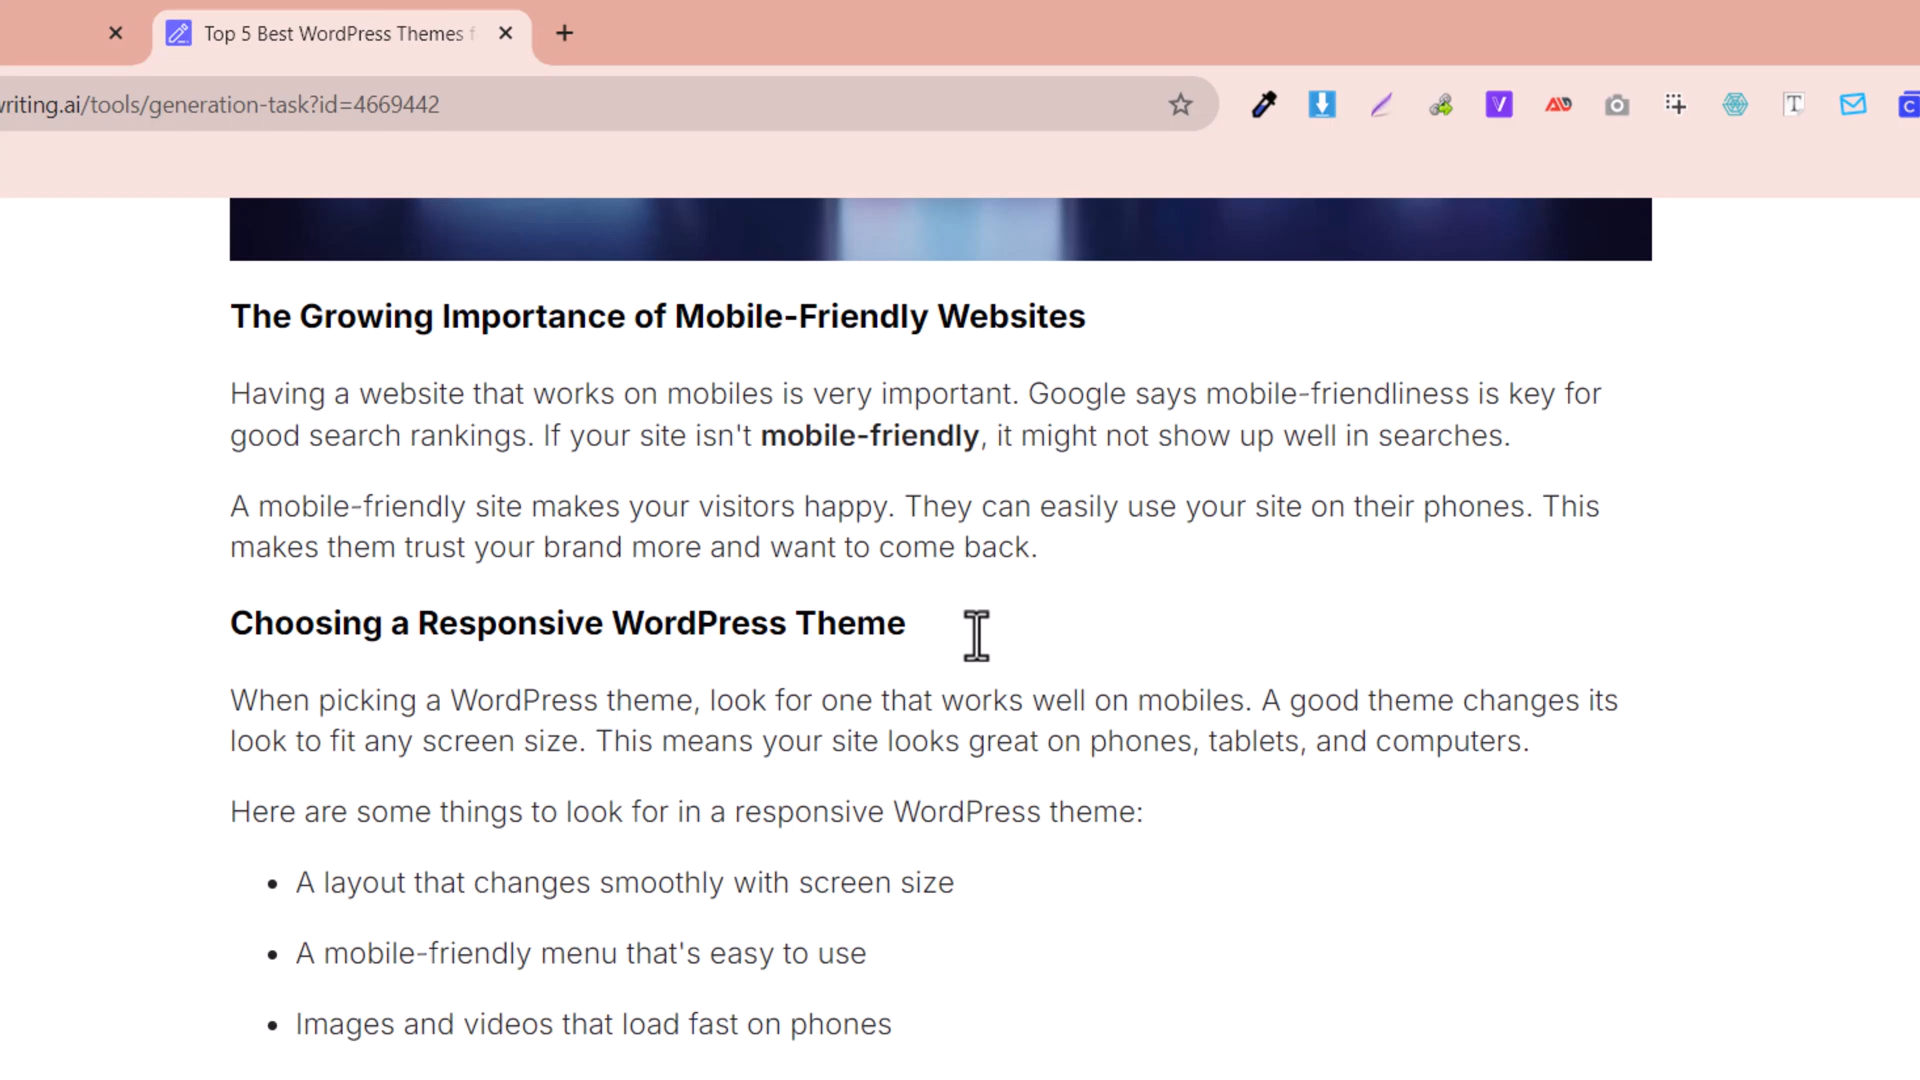 Top 5 Best WordPress Themes f
writing.ai/tools/generation-task?id=4669442
The Growing Importance of Mobile-Friendly Websites
Having a website that works on mobiles is very important. Google says mobile-friendliness is key for
good search rankings. If your site isn't mobile-friendly, it might not show up well in searches.
A mobile-friendly site makes your visitors happy. They can easily use your site on their phones. This
makes them trust your brand more and want to come back.
Choosing a Responsive WordPress Theme
When picking a WordPress theme, look for one that works well on mobiles. A good theme changes its
look to fit any screen size. This means your site looks great on phones, tablets, and computers.
Here are some things to look for in a responsive WordPress theme:
• A layout that changes smoothly with screen size
• A mobile-friendly menu that's easy to use
• Images and videos that load fast on phones